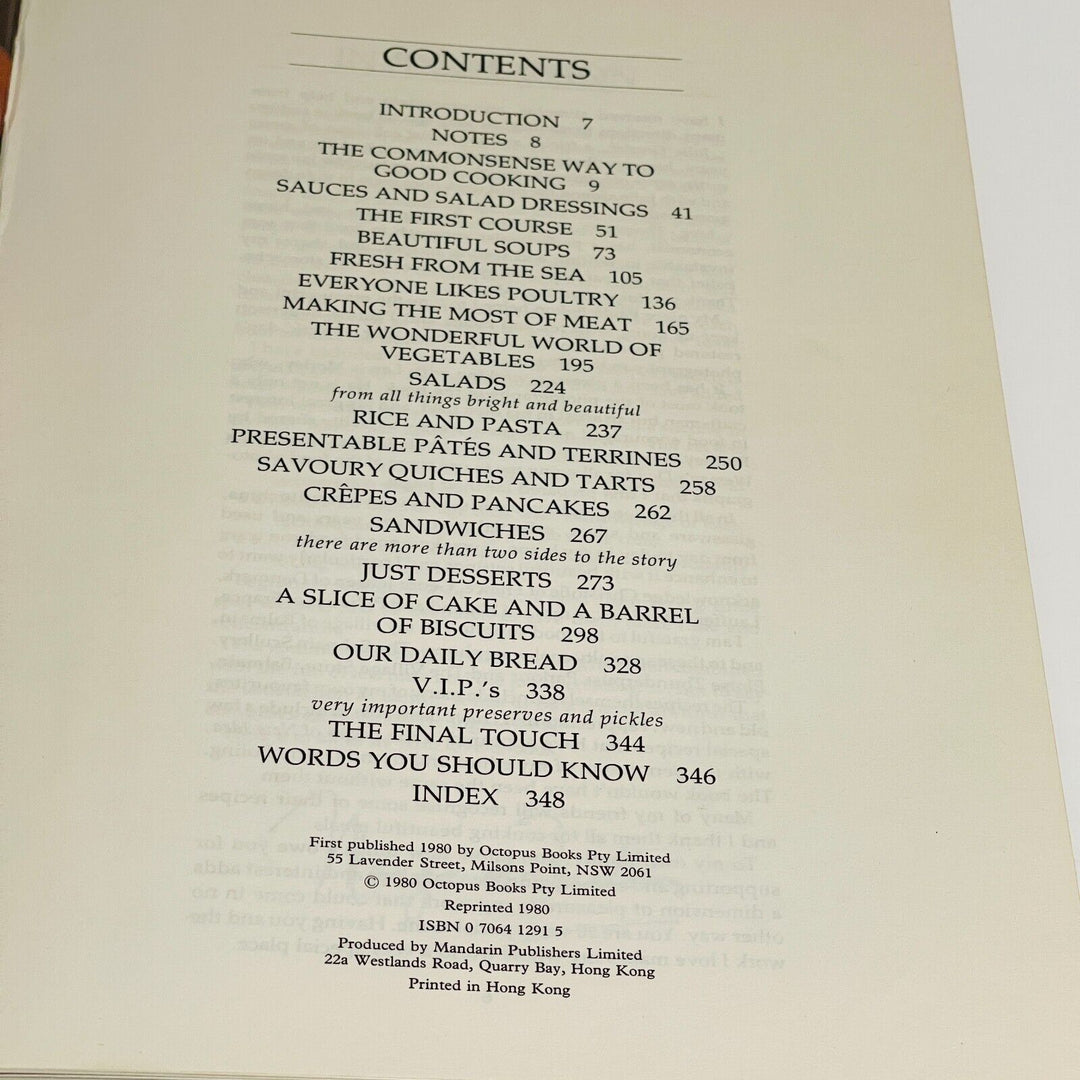 CONTENTS
INTRODUCTION 7
NOTES 8
THE COMMONSENSE WAY TO
GOOD COOKING 9
SAUCES AND SALAD DRESSINGS 41
THE FIRST COURSE 51
BEAUTIFUL SOUPS 73
FRESH FROM THE SEA 105
EVERYONE LIKES POULTRY 136
MAKING THE MOST OF MEAT 165
THE WONDERFUL WORLD OF
VEGETABLES 195
SALADS 224
from all things bright and beautiful
RICE AND PASTA 237
PRESENTABLE PÂTÉS AND TERRINES 250
SAVOURY QUICHES AND TARTS 258
CRÊPES AND PANCAKES 262
SANDWICHES 267
there are more than two sides to the story
JUST DESSERTS 273
A SLICE OF CAKE AND A BARREL
OF BISCUITS 298
OUR DAILY BREAD 328
V.I.P.'s 338
very important preserves and pickles
THE FINAL TOUCH 344
WORDS YOU SHOULD KNOW 346
INDEX 348
First published 1980 by Octopus Books Pty Limited
55 Lavender Street, Milsons Point, NSW 2061
© 1980 Octopus Books Pty Limited
Reprinted 1980
ISBN 0 7064 1291 5
Produced by Mandarin Publishers Limited
22a Westlands Road, Quarry Bay, Hong Kong
Printed in Hong Kong